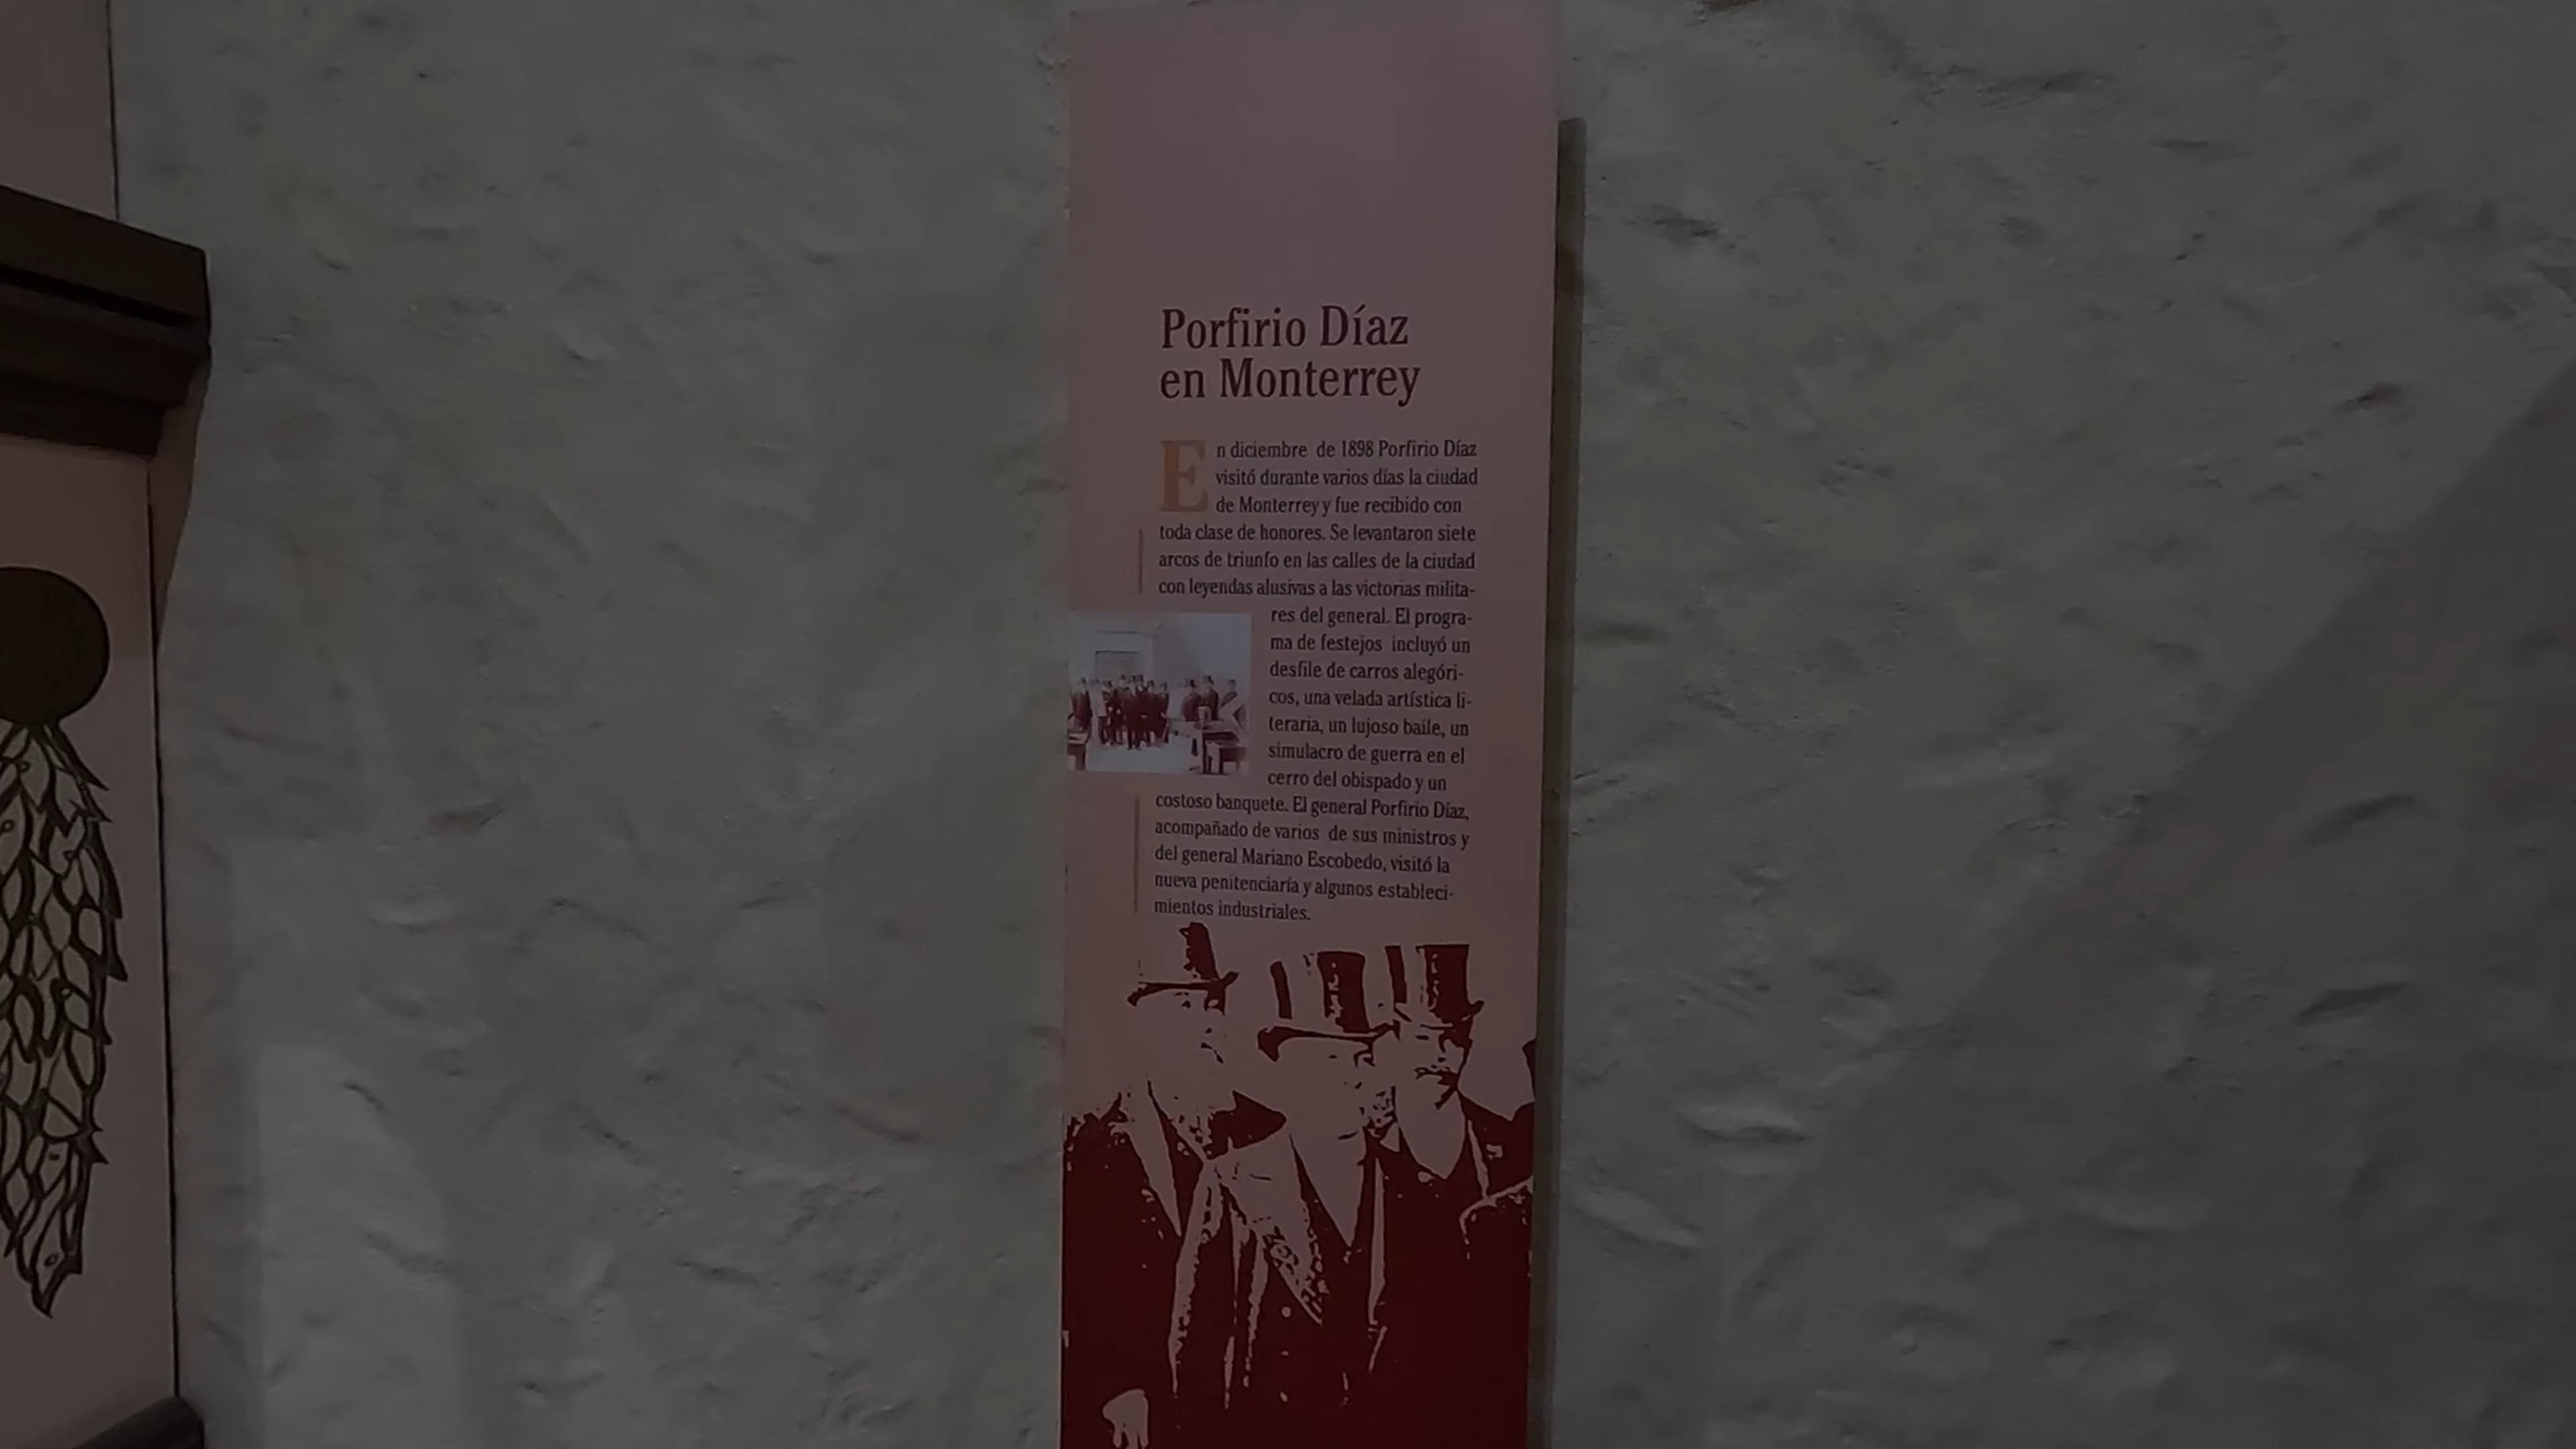 Porfirio Díaz
en Monterrey
En diciembre de 1898 Porfirio Díaz
visitó durante varios días la ciudad
de Monterrey y fue recibido con
toda clase de honores. Se levantaron siete
arcos de triunfo en las calles de la ciudad
con leyendas alusivas a las victorias milita-
res del general. El progra-
ma de festejos incluyó un
desfile de carros alegóri-
cos, una velada artística li-
teraria, un lujoso baile, un
simulacro de guerra en el
cerro del obispado y un
costoso banquete. El general Porfirio Díaz,
acompañado de varios de sus ministros y
del general Mariano Escobedo, visitó la
nueva penitenciaría y algunos estableci-
mientos industriales.